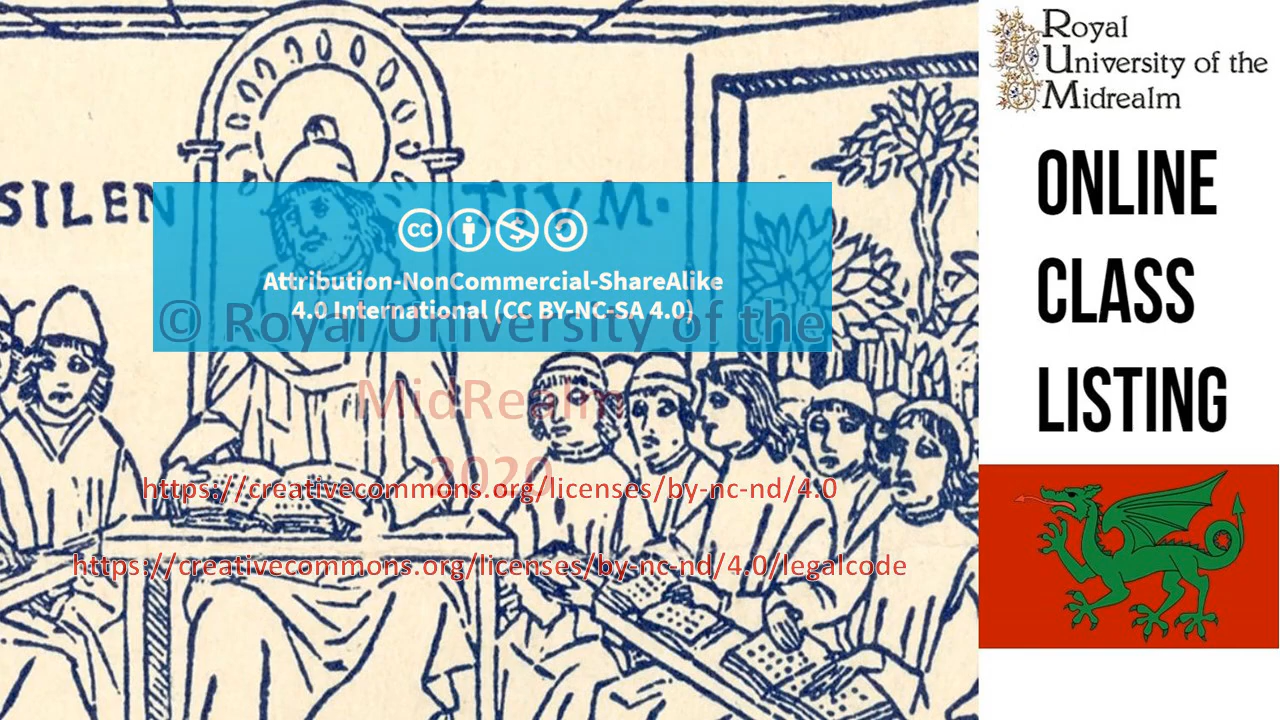 SILEN TIVM.
cc
Attribution-NonCommercial-ShareAlike
4.0 International (CC BY-NC-SA 4.0)
© Royal University of the
MidRealm
2020
https://creativecommons.org/licenses/by-nc-nd/4.0
https://creativecommons.org/licenses/by-nc-nd/4.0/legalcode
Royal
University of the
Midrealm
ONLINE
CLASS
LISTING